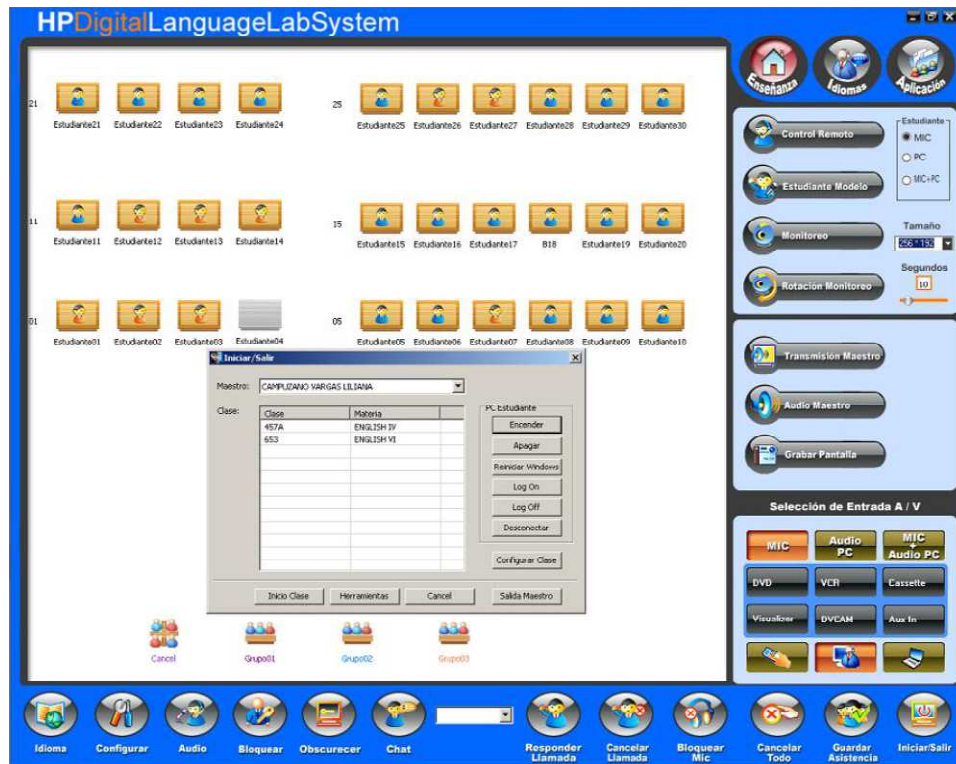 HPDigitalLanguageLabSystem
Enseñanza
Idiomas
Aplicación
21
Estudiante21 Estudiante22 Estudiante23 Estudiante24
25
Estudiante25 Estudiante26 Estudiante27 Estudiante28 Estudiante29 Estudiante30
11
Estudiante11 Estudiante12 Estudiante13 Estudiante14
15
Estudiante15 Estudiante16 Estudiante17 B18 Estudiante19 Estudiante20
01
Estudiante01 Estudiante02 Estudiante03 Estudiante04
05
Estudiante05 Estudiante06 Estudiante07 Estudiante08 Estudiante09 Estudiante10
Iniciar/Salir
Maestro: CAMPUZANO VARGAS LILIANA
Clase:
Clase Materia
457A ENGLISH IV
653 ENGLISH VI
PC Estudiante
Encender
Apagar
Reiniciar Windows
Log On
Log Off
Desconectar
Configurar Clase
Inicio Clase Herramientas Cancel Salida Maestro
Cancel Grupo01 Grupo02 Grupo03
Control Remoto
Estudiante Modelo
Monitoreo
Rotación Monitoreo
Estudiante
MIC
PC
MIC+PC
Tamaño
256*192
Segundos
10
Transmisión Maestro
Audio Maestro
Grabar Pantalla
Selección de Entrada A / V
MIC
Audio
PC
MIC
+
Audio PC
DVD VCR Cassette
Visualizer DVCAM Aux In
Idioma
Configurar
Audio
Bloquear
Obscurecer
Chat
Responder
Llamada
Cancelar
Llamada
Bloquear
Mic
Cancelar
Todo
Guardar
Asistencia
Iniciar/Salir